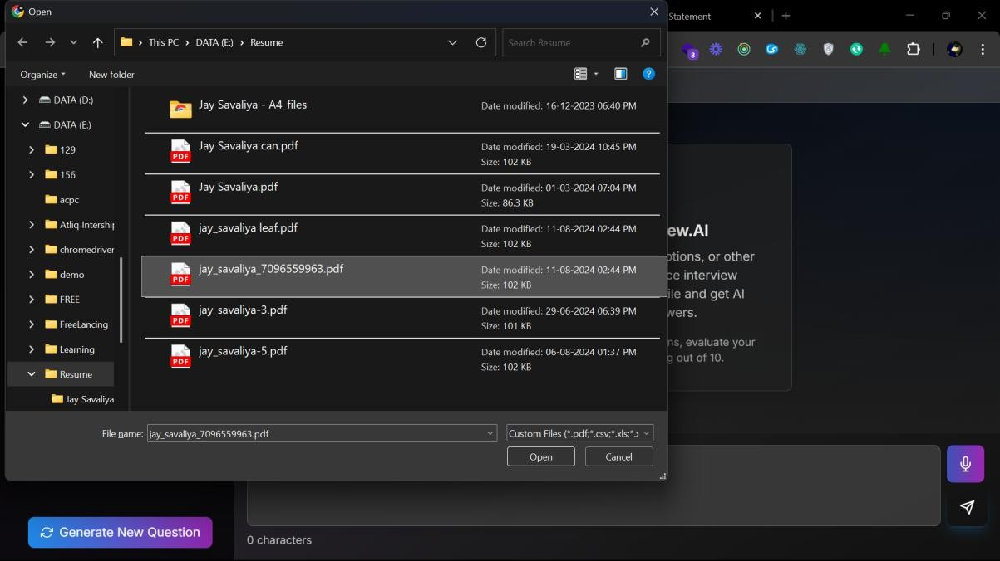 Open
Statement
This PC > DATA (E:) > Resume
Search Resume
8
Organize
New folder
DATA (D:)
DATA (E:)
129
156
acpc
Atliq Intership
chromedriver
demo
FREE
FreeLancing
Learning
Resume
Jay Savaliya
Jay Savaliya - A4_files
Date modified: 16-12-2023 06:40 PM
Jay Savaliya can.pdf
Date modified: 19-03-2024 10:45 PM
Size: 102 KB
Jay Savaliya.pdf
Date modified: 01-03-2024 07:04 PM
Size: 86.3 KB
jay_savaliya leaf.pdf
Date modified: 11-08-2024 02:44 PM
Size: 102 KB
jay_savaliya_7096559963.pdf
Date modified: 11-08-2024 02:44 PM
Size: 102 KB
jay_savaliya-3.pdf
Date modified: 29-06-2024 06:39 PM
Size: 101 KB
jay_savaliya-5.pdf
Date modified: 06-08-2024 01:37 PM
Size: 102 KB
PDF
PDF
PDF
PDF
PDF
PDF
File name: jay_savaliya_7096559963.pdf
Custom Files (*.pdf;*.csv;*.xls;*.x
Open
Cancel
ew.AI
ptions, or other
ce interview
ile and get AI
wers.
ns, evaluate your
g out of 10.
Generate New Question
0 characters